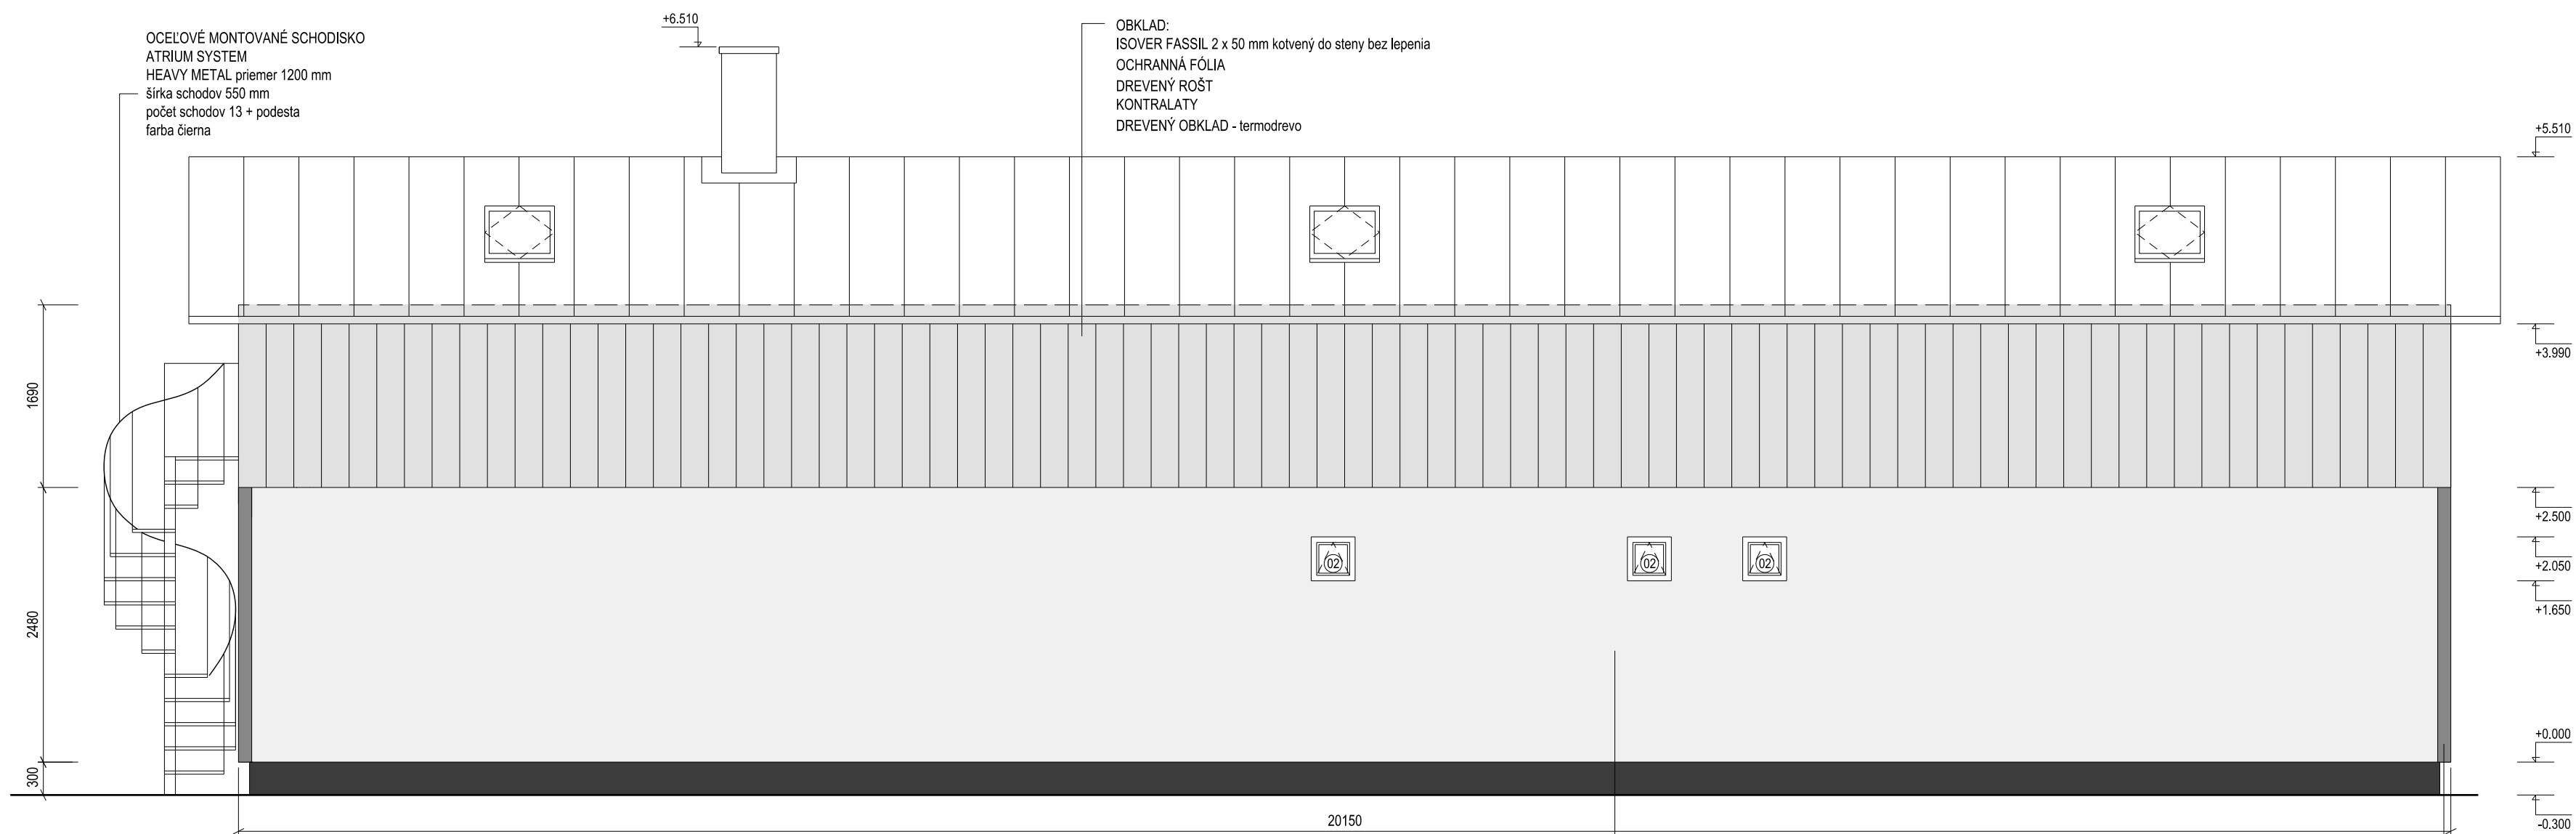 +6.510
OCEĽOVÉ MONTOVANÉ SCHODISKO
ATRIUM SYSTEM
HEAVY METAL priemer 1200 mm
šírka schodov 550 mm
počet schodov 13 + podesta
farba čierna
OBKLAD:
ISOVER FASSIL 2 x 50 mm kotvený do steny bez lepenia
OCHRANNÁ FÓLIA
DREVENÝ ROŠT
KONTRALATY
DREVENÝ OBKLAD - termodrevo
+5.510
+3.990
1690
+2.500
02
02
02
+2.050
+1.650
2480
+0.000
300
20150
-0.300